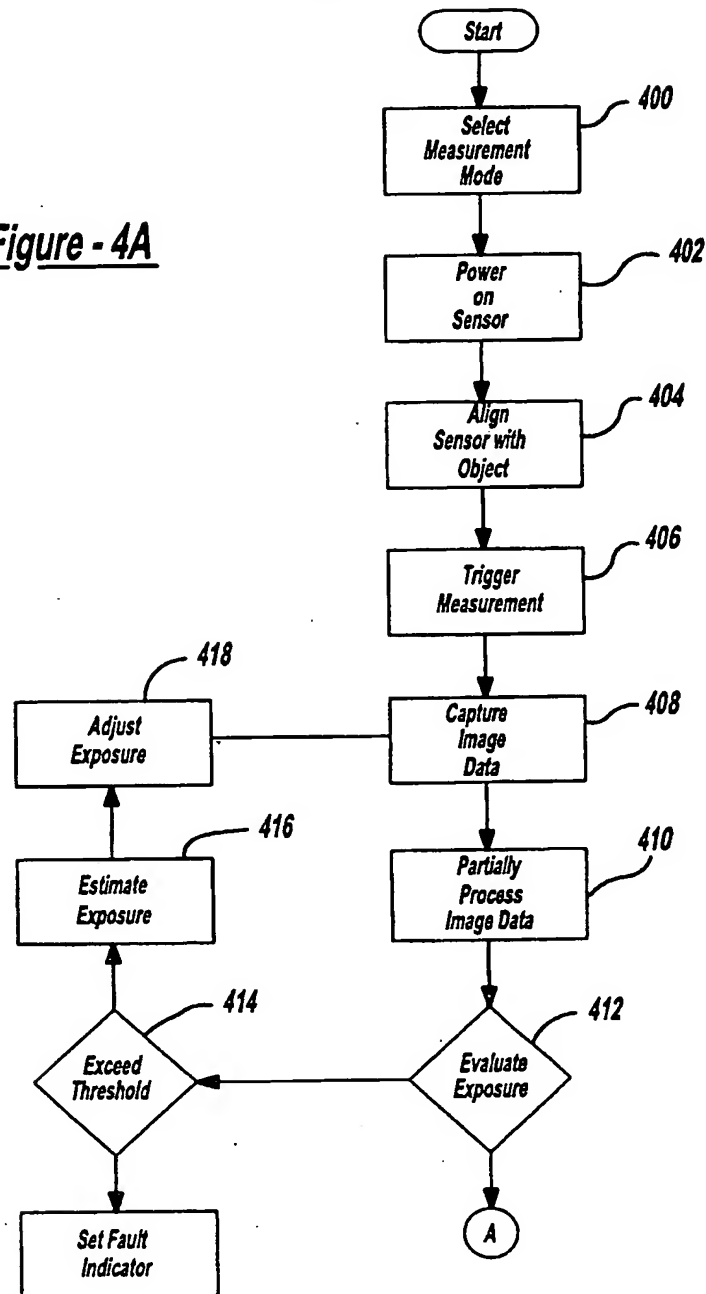 Start
400
Select
Measurement
Mode
Figure - 4A
402
Power
on
Sensor
404
Align
Sensor with
Object
406
Trigger
Measurement
418
408
Adjust
Exposure
Capture
Image
Data
416
410
Estimate
Exposure
Partially
Process
Image Data
414
412
Exceed
Threshold
Evaluate
Exposure
Set Fault
Indicator
A